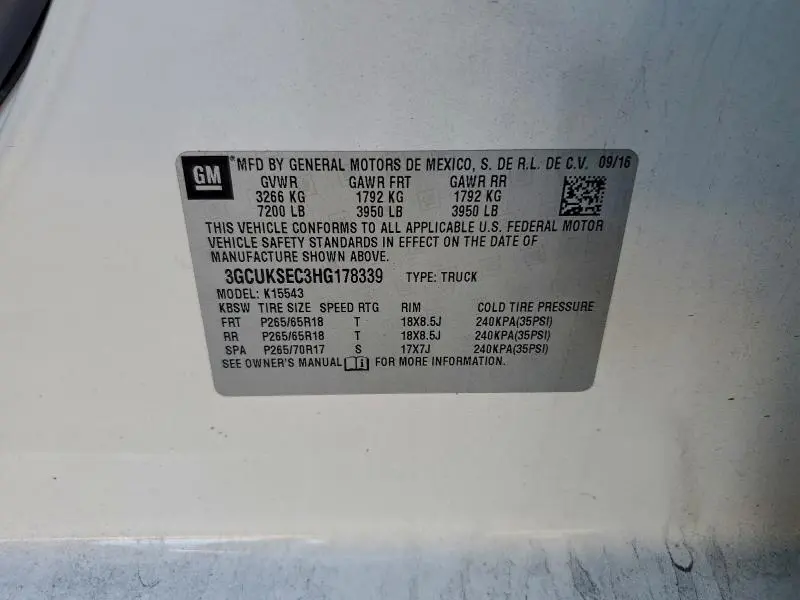 GM
*MFD BY GENERAL MOTORS DE MEXICO, S. DE R.L. DE C.V. 09/16
GVWR GAWR FRT GAWR RR
3266 KG 1792 KG 1792 KG
7200 LB 3950 LB 3950 LB
THIS VEHICLE CONFORMS TO ALL APPLICABLE U.S. FEDERAL MOTOR
VEHICLE SAFETY STANDARDS IN EFFECT ON THE DATE OF
MANUFACTURE SHOWN ABOVE.
3GCUKSEC3HG178339 TYPE: TRUCK
MODEL: K15543
KBSW TIRE SIZE SPEED RTG RIM COLD TIRE PRESSURE
FRT P265/65R18 T 18X8.5J 240KPA(35PSI)
RR P265/65R18 T 18X8.5J 240KPA(35PSI)
SPA P265/70R17 S 17X7J 240KPA(35PSI)
SEE OWNER'S MANUAL FOR MORE INFORMATION.